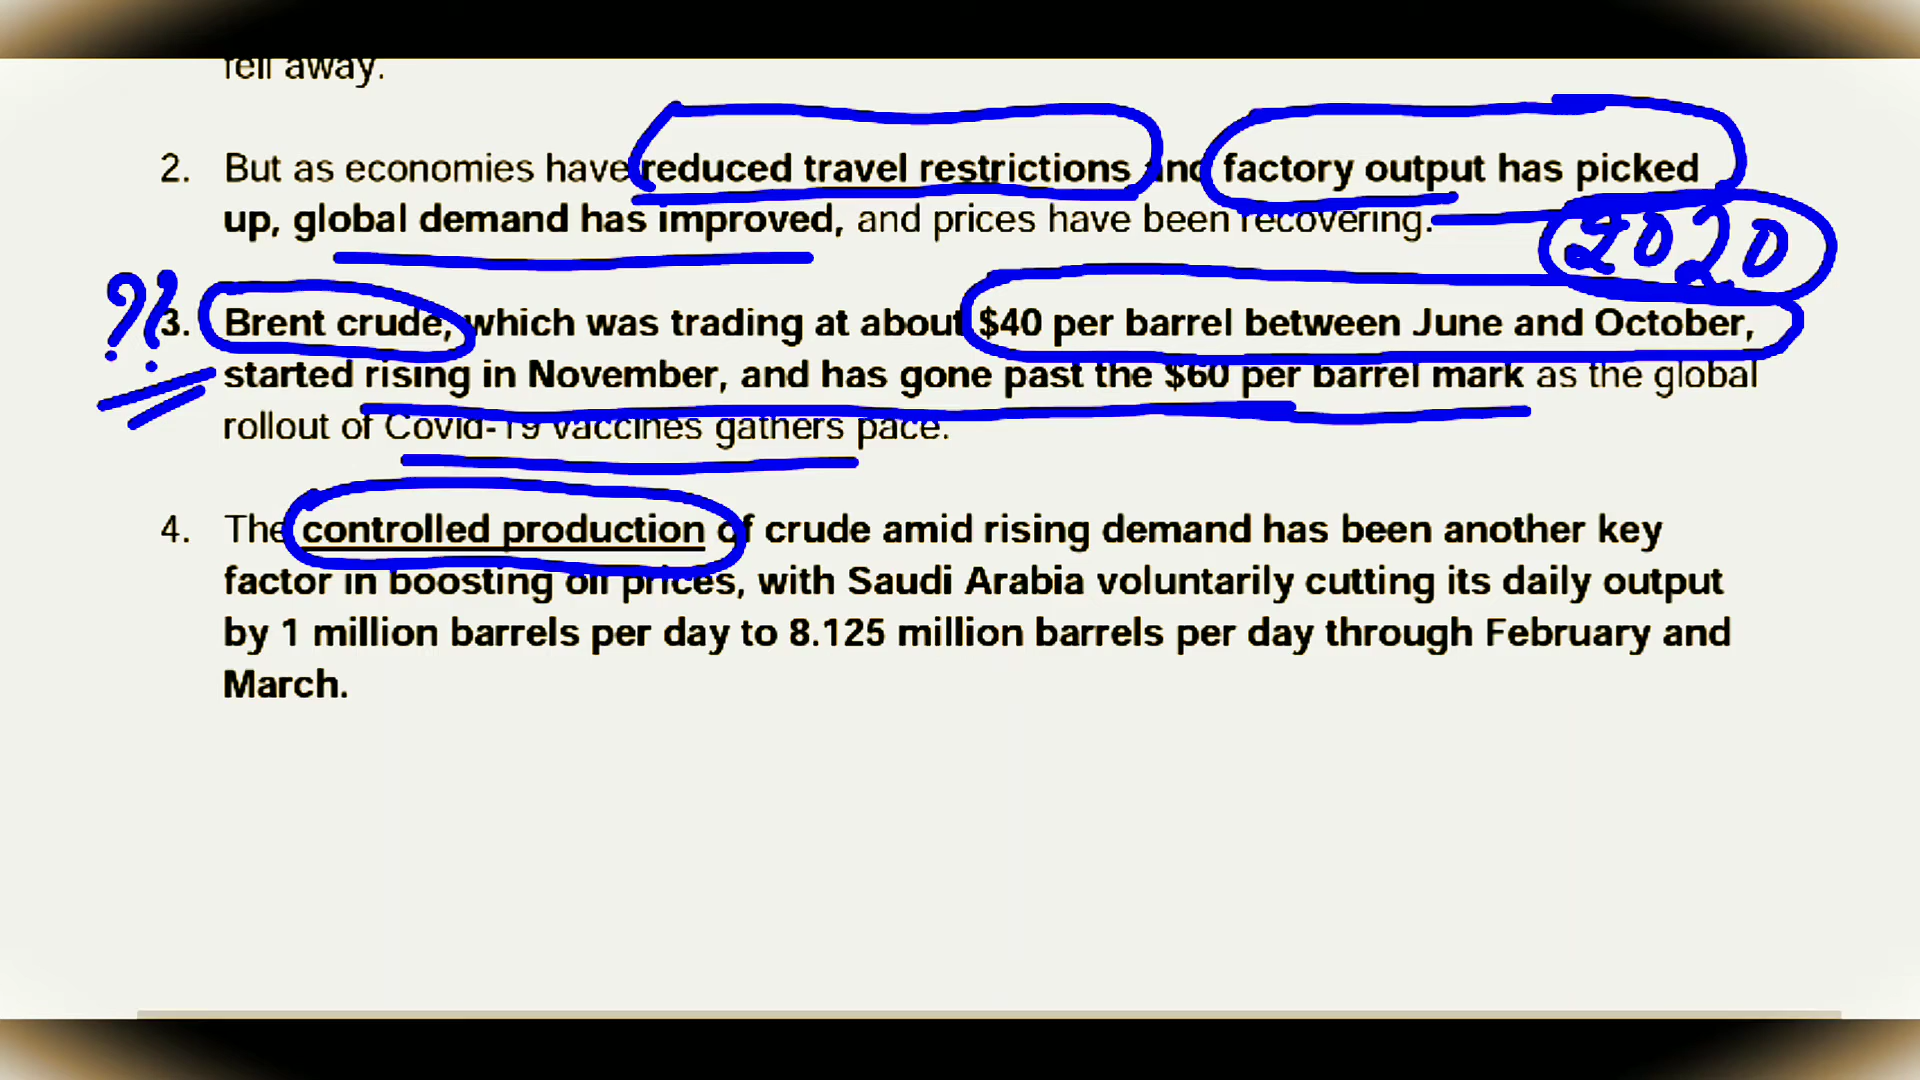 fell away.
2. But as economies have reduced travel restrictions and factory output has picked
up, global demand has improved, and prices have been recovering.
2020
??
3. Brent crude, which was trading at about $40 per barrel between June and October,
started rising in November, and has gone past the $60 per barrel mark as the global
rollout of Covid-19 vaccines gathers pace.
4. The controlled production of crude amid rising demand has been another key
factor in boosting oil prices, with Saudi Arabia voluntarily cutting its daily output
by 1 million barrels per day to 8.125 million barrels per day through February and
March.